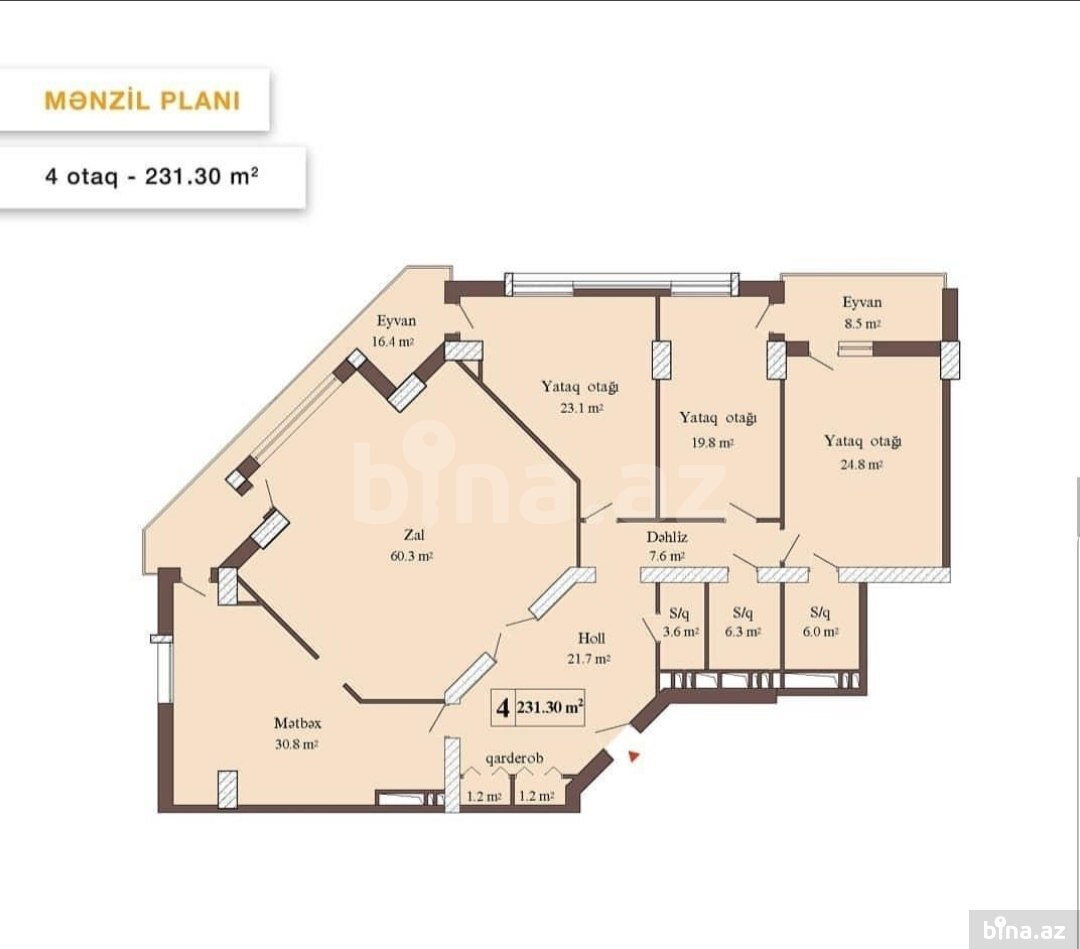 MƏNZİL PLANI
4 otaq - 231.30 m²
Eyvan
16.4 m²
Eyvan
8.5 m²
Yataq otağı
23.1 m²
Yataq otağı
19.8 m²
Yataq otağı
24.8 m²
bina.az
Zal
60.3 m²
Dəhliz
7.6 m²
S/q
3.6 m²
S/q
6.3 m²
S/q
6.0 m²
Holl
21.7 m²
4 231.30 m²
Mətbəx
30.8 m²
qarderob
1.2 m²
1.2 m²
bina.az